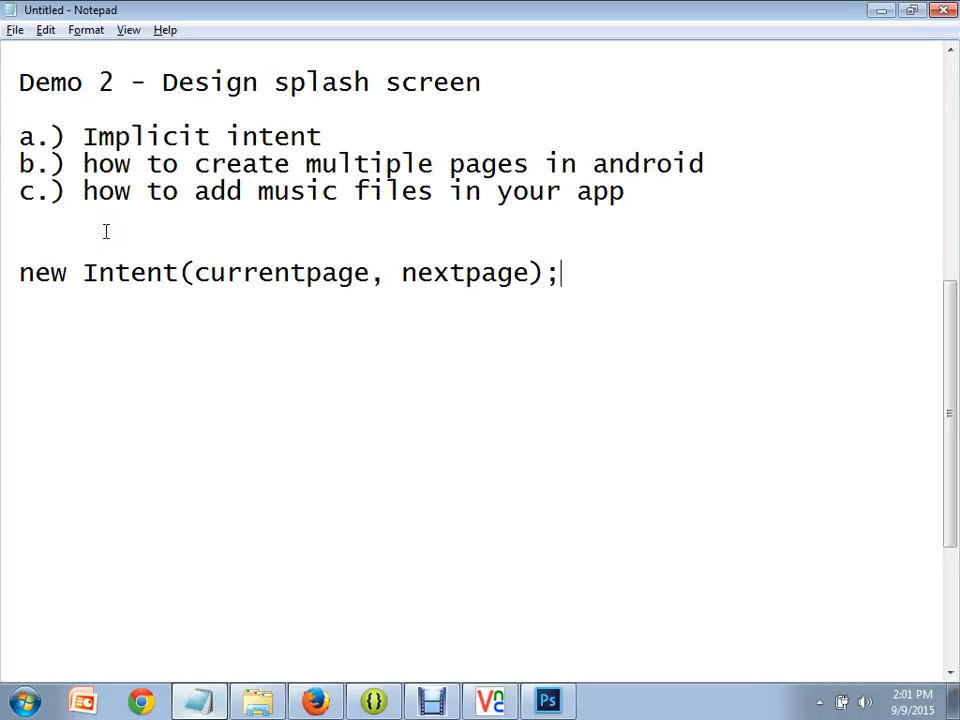 Untitled - Notepad
File Edit Format View Help
Demo 2 - Design splash screen
a.) Implicit intent
b.) how to create multiple pages in android
c.) how to add music files in your app
new Intent(currentpage, nextpage);
VC
Ps
2:01 PM
9/9/2015